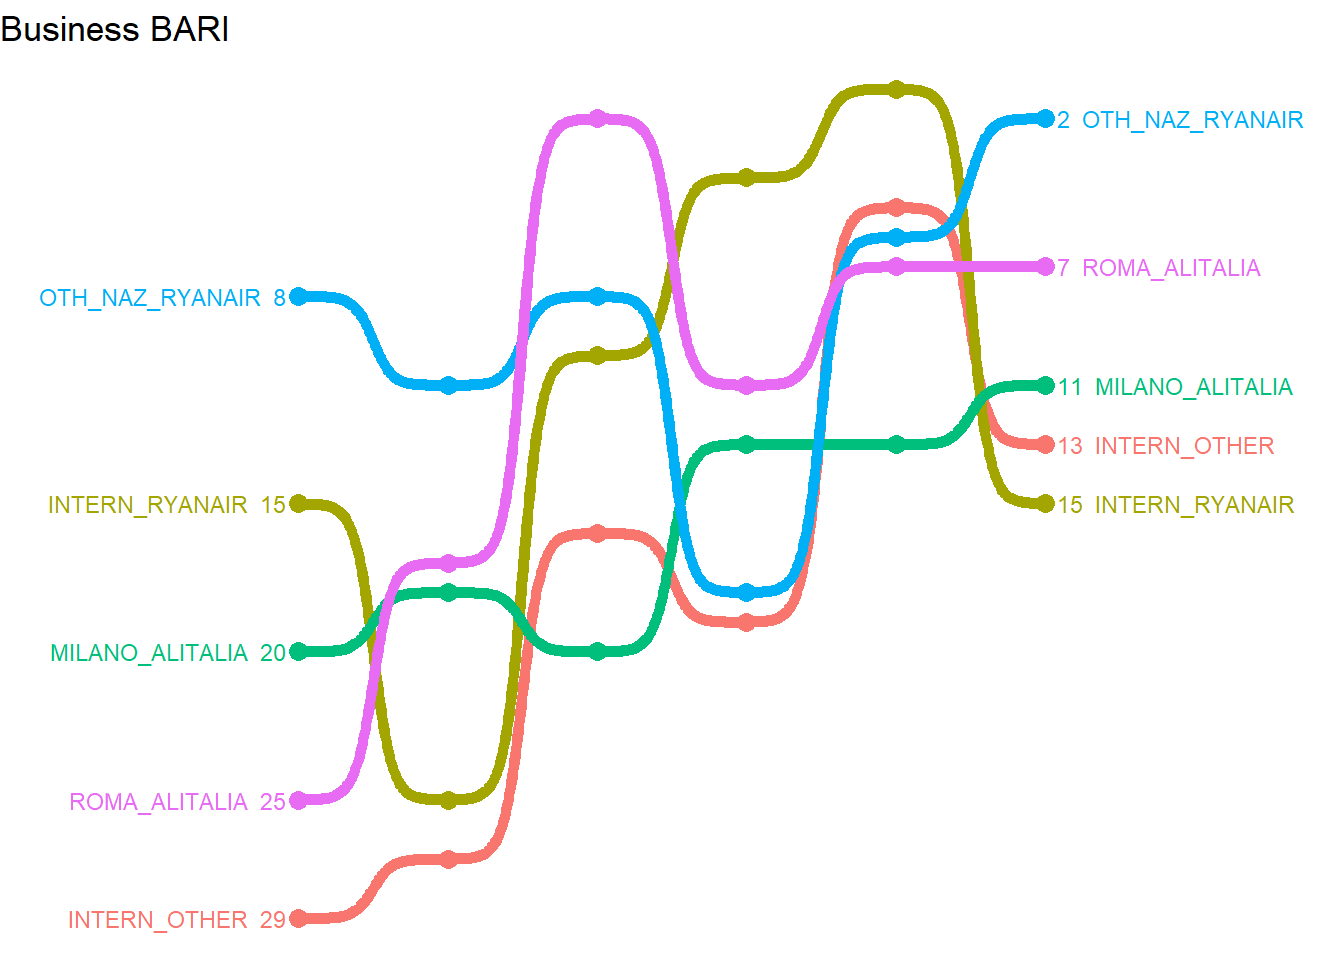 Business BARI
OTH_NAZ_RYANAIR 8
INTERN_RYANAIR 15
MILANO_ALITALIA 20
ROMA_ALITALIA 25
INTERN_OTHER 29
2 OTH_NAZ_RYANAIR
7 ROMA_ALITALIA
11 MILANO_ALITALIA
13 INTERN_OTHER
15 INTERN_RYANAIR